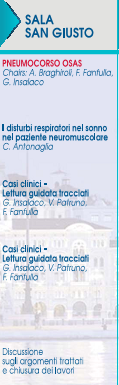 SALA
SAN GIUSTO
PNEUMOCORSO OSAS
Chairs: A. Braghiroli, F. Fanfulla,
G. Insalaco
I disturbi respiratori nel sonno
nel paziente neuromuscolare
C. Antonaglia
Casi clinici -
Lettura guidata tracciati
G. Insalaco, V. Patruno,
F. Fanfulla
Casi clinici -
Lettura guidata tracciati
G. Insalaco, V. Patruno,
F. Fanfulla
Discussione
sugli argomenti trattati
e chiusura dei lavori